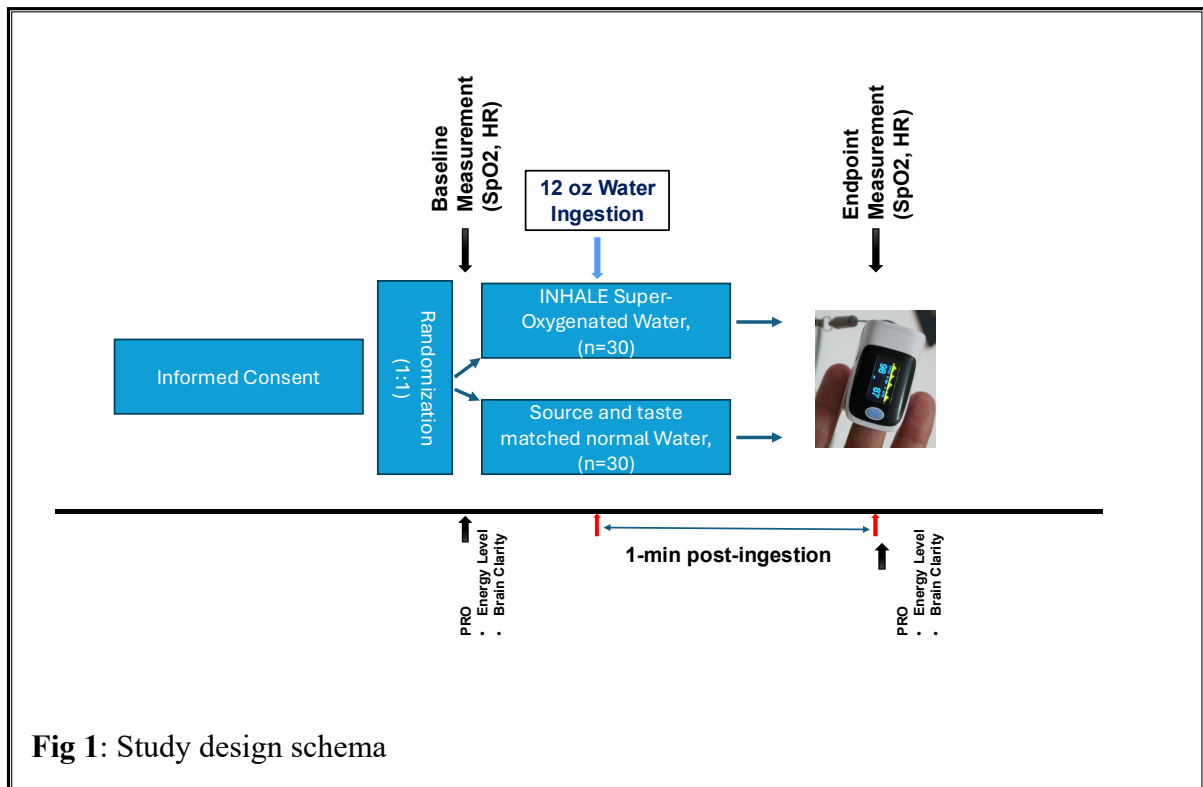 Baseline
Measurement
(SpO2, HR)
12 oz Water
Ingestion
Endpoint
Measurement
(SpO2, HR)
Informed Consent
Randomization
(1:1)
INHALE Super-
Oxygenated Water,
(n=30)
Source and taste
matched normal Water,
(n=30)
98
87
1-min post-ingestion
PRO
• Energy Level
• Brain Clarity
PRO
• Energy Level
• Brain Clarity
Fig 1: Study design schema